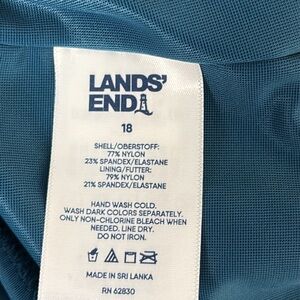 LANDS'
END
18
SHELL/OBERSTOFF:
77% NYLON
23% SPANDEX/ELASTANE
LINING/FUTTER:
79% NYLON
21% SPANDEX/ELASTANE
HAND WASH COLD.
WASH DARK COLORS SEPARATELY.
ONLY NON-CHLORINE BLEACH WHEN
NEEDED. LINE DRY.
DO NOT IRON.
MADE IN SRI LANKA
RN 62830